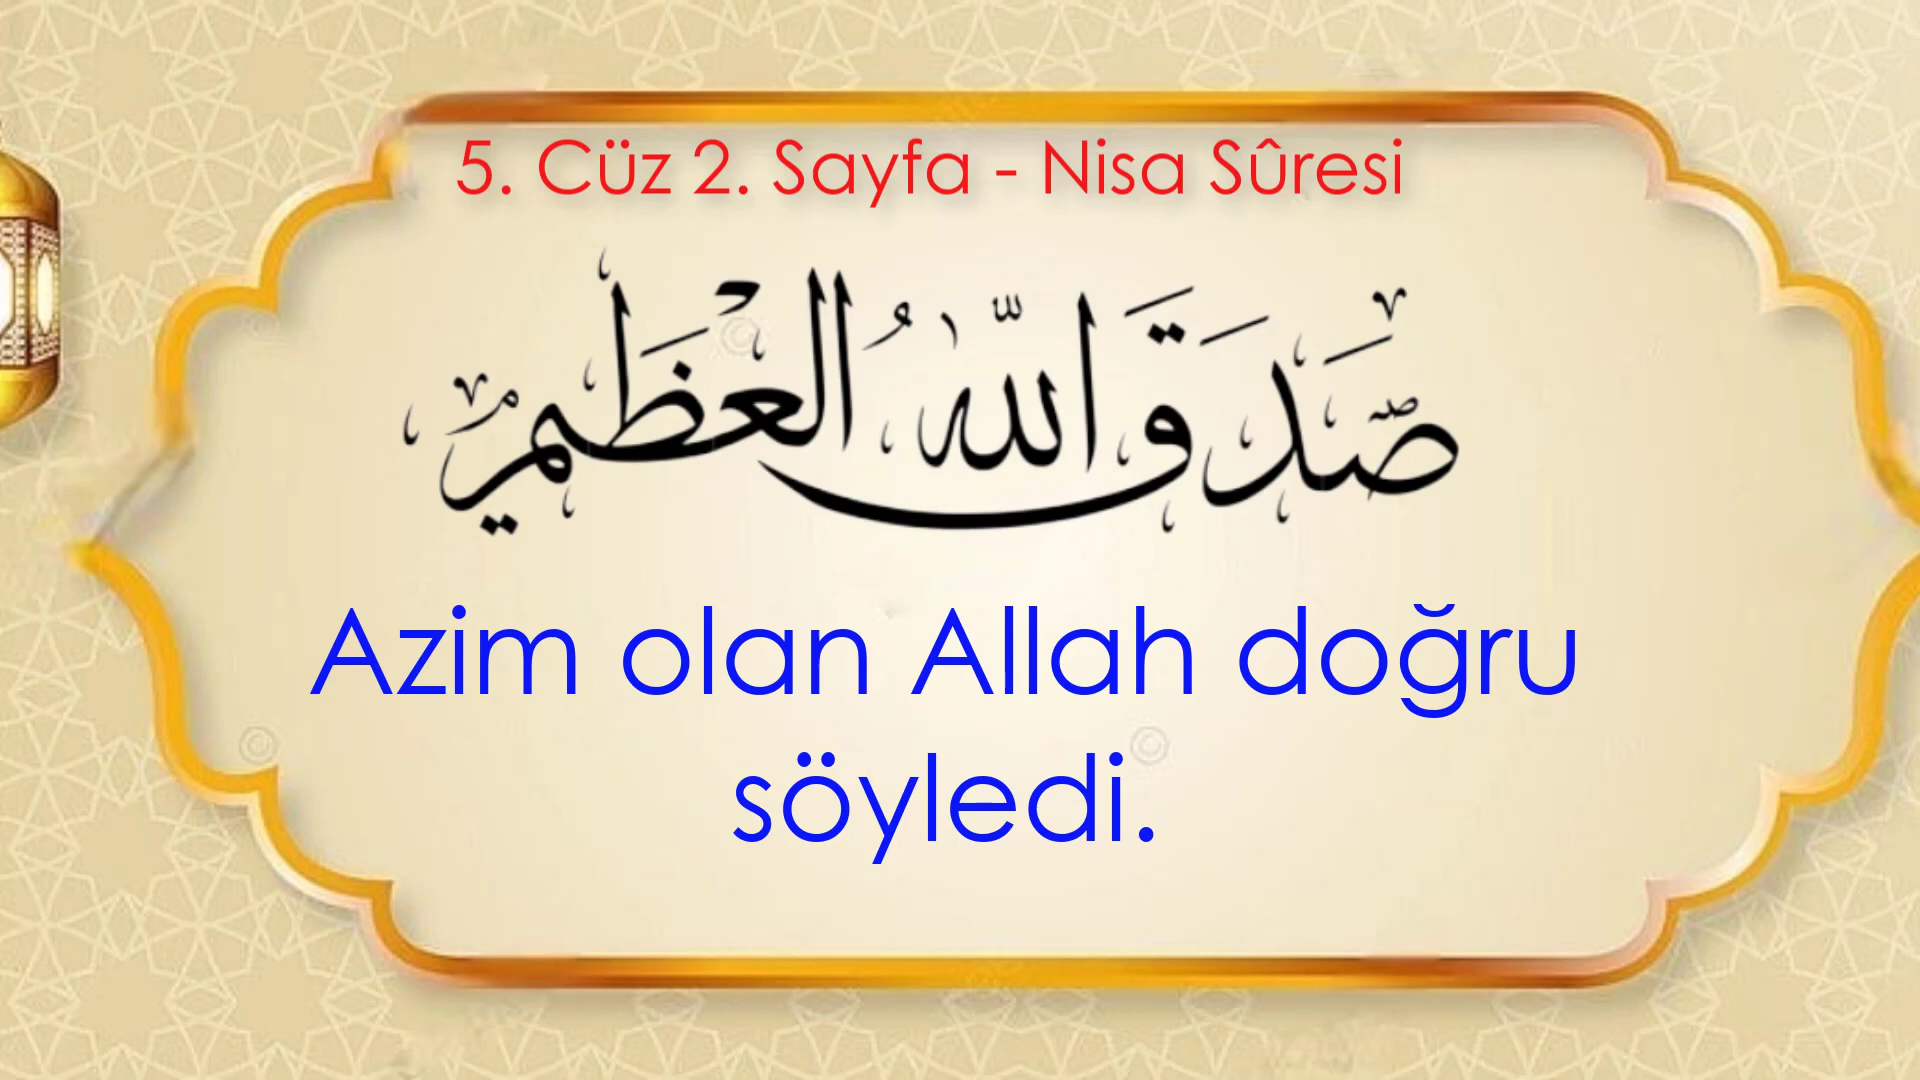 5. Cüz 2. Sayfa - Nisa Sûresi
صَدَقَ اللّٰهُ الْعَظٖيمُ
Azim olan Allah doğru
söyledi.